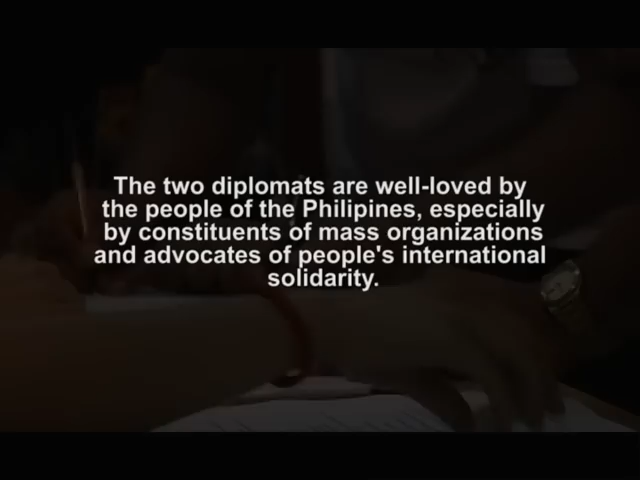 The two diplomats are well-loved by
the people of the Philipines, especially
by constituents of mass organizations
and advocates of people's international
solidarity.